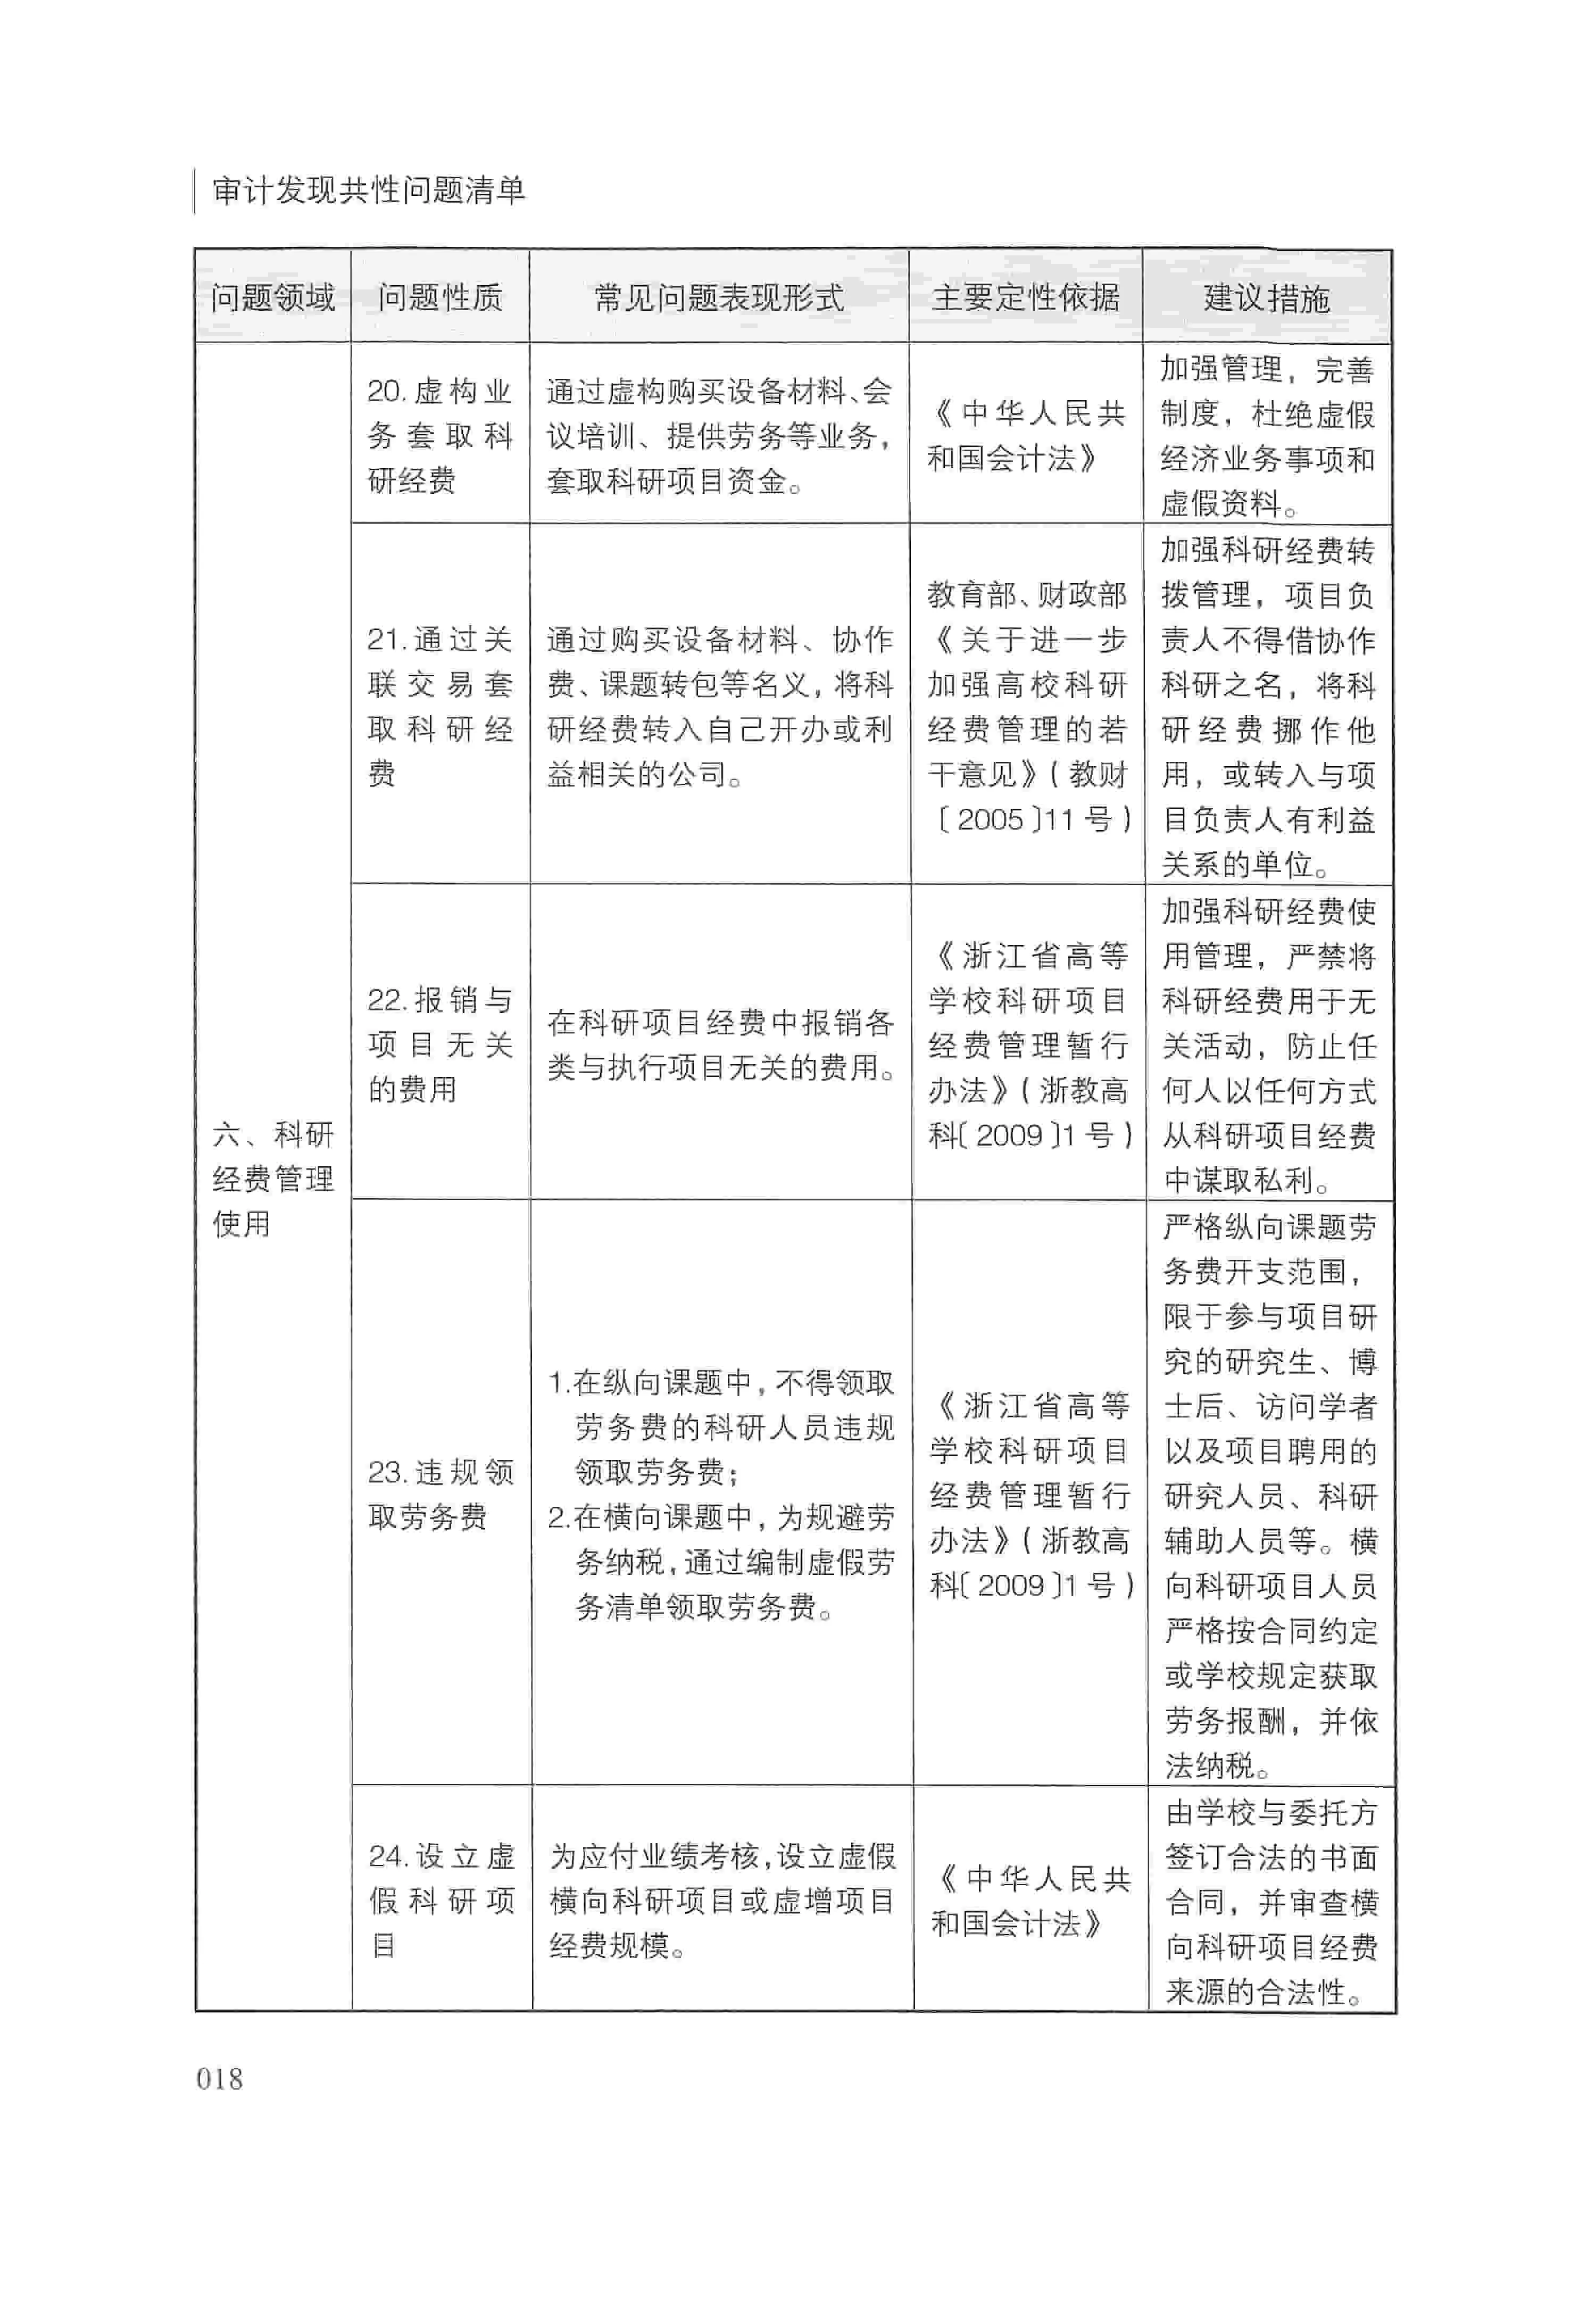 审计发现共性问题清单
问题领域
问题性质
常见问题表现形式
主要定性依据
建议措施
六、科研
经费管理
使用
20.虚构业
务套取科
研经费
通过虚构购买设备材料、会
议培训、提供劳务等业务，
套取科研项目资金。
《中华人民共
和国会计法》
加强管理，完善
制度，杜绝虚假
经济业务事项和
虚假资料。
21.通过关
联交易套
取科研经
费
通过购买设备材料、协作
费、课题转包等名义，将科
研经费转入自己开办或利
益相关的公司。
教育部、财政部
《关于进一步
加强高校科研
经费管理的若
干意见》（教财
〔2005〕11号）
加强科研经费转
拨管理，项目负
责人不得借协作
科研之名，将科
研经费挪作他
用，或转入与项
目负责人有利益
关系的单位。
22.报销与
项目无关
的费用
在科研项目经费中报销各
类与执行项目无关的费用。
《浙江省高等
学校科研项目
经费管理暂行
办法》（浙教高
科〔2009〕1号）
加强科研经费使
用管理，严禁将
科研经费用于无
关活动，防止任
何人以任何方式
从科研项目经费
中谋取私利。
23.违规领
取劳务费
1.在纵向课题中，不得领取
劳务费的科研人员违规
领取劳务费；
2.在横向课题中，为规避劳
务纳税，通过编制虚假劳
务清单领取劳务费。
《浙江省高等
学校科研项目
经费管理暂行
办法》（浙教高
科〔2009〕1号）
严格纵向课题劳
务费开支范围，
限于参与项目研
究的研究生、博
士后、访问学者
以及项目聘用的
研究人员、科研
辅助人员等。横
向科研项目人员
严格按合同约定
或学校规定获取
劳务报酬，并依
法纳税。
24.设立虚
假科研项
目
为应付业绩考核，设立虚假
横向科研项目或虚增项目
经费规模。
《中华人民共
和国会计法》
由学校与委托方
签订合法的书面
合同，并审查横
向科研项目经费
来源的合法性。
018